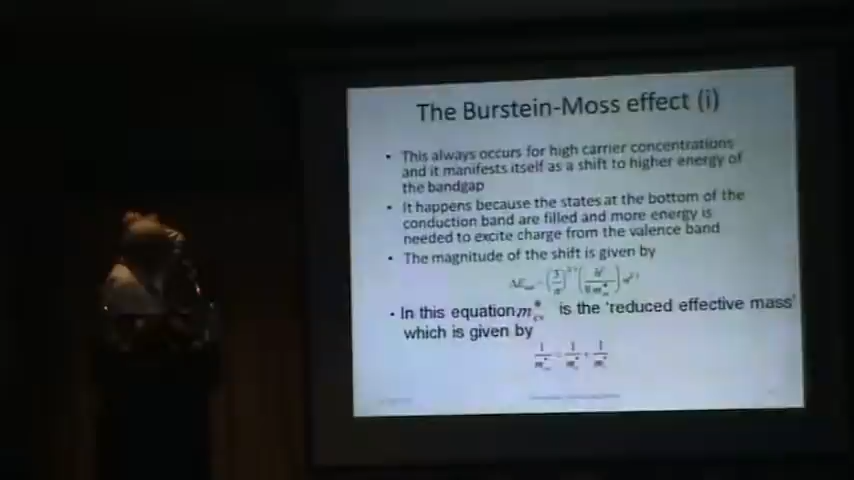 The Burstein-Moss effect (i)
• This always occurs for high carrier concentrations
and it manifests itself as a shift to higher energy of
the bandgap
• It happens because the states at the bottom of the
conduction band are filled and more energy is
needed to excite charge from the valence band
• The magnitude of the shift is given by
• In this equation m*cv is the 'reduced effective mass'
which is given by